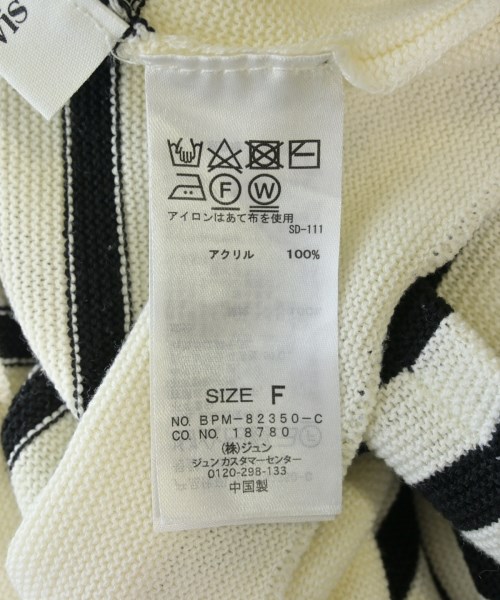 vis
アイロンはあて布を使用
SD-111
アクリル 100%
SIZE F
NO. BPM-82350-C
CO. NO. 18780
(株)ジュン
ジュンカスタマーセンター
0120-298-133
中国製